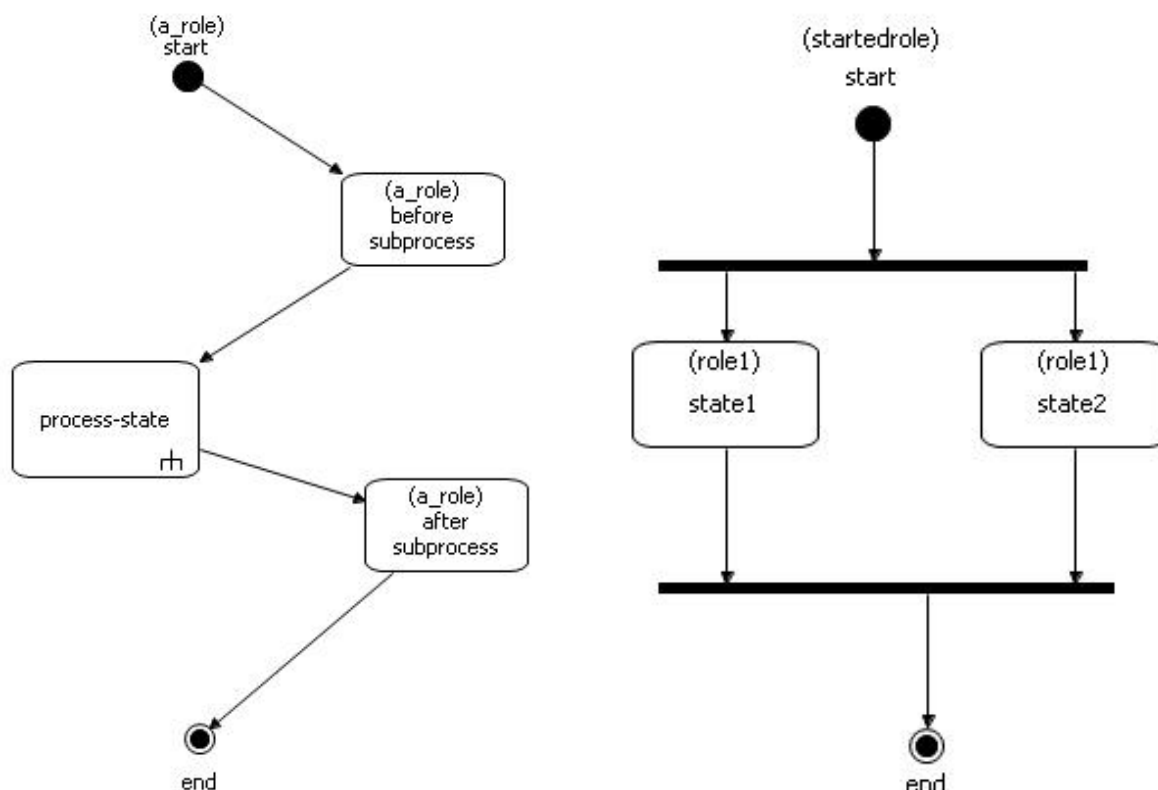 (a_role)
start
(a_role)
before
subprocess
process-state
(a_role)
after
subprocess
end
(startedrole)
start
(role1)
state1
(role1)
state2
end